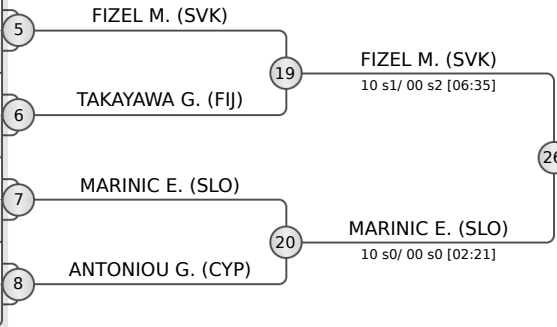 FIZEL M. (SVK)
5
19
FIZEL M. (SVK)
10 s1/ 00 s2 [06:35]
TAKAYAWA G. (FIJ)
6
26
MARINIC E. (SLO)
7
20
MARINIC E. (SLO)
10 s0/ 00 s0 [02:21]
ANTONIOU G. (CYP)
8